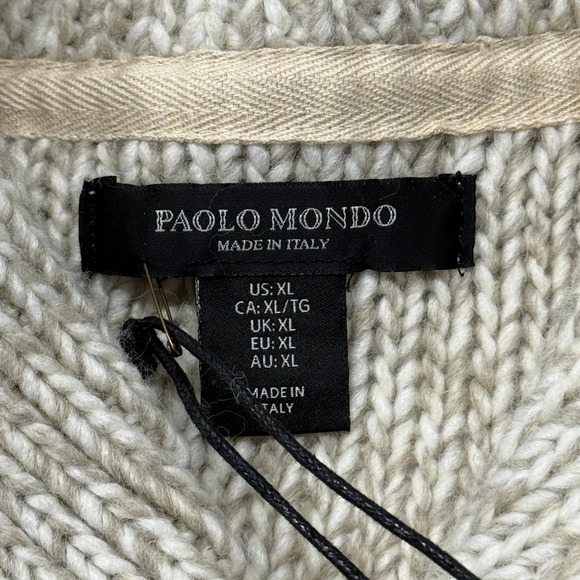 PAOLO MONDO
MADE IN ITALY
US: XL
CA: XL/TG
UK: XL
EU: XL
AU: XL
MADE IN
ITALY